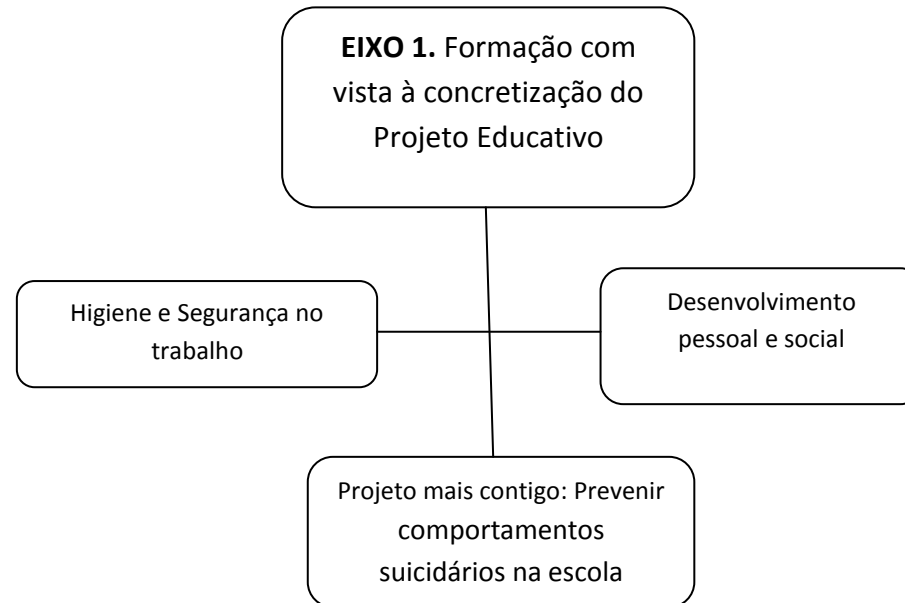 EIXO 1. Formação com
vista à concretização do
Projeto Educativo
Higiene e Segurança no
trabalho
Desenvolvimento
pessoal e social
Projeto mais contigo: Prevenir
comportamentos
suicidários na escola